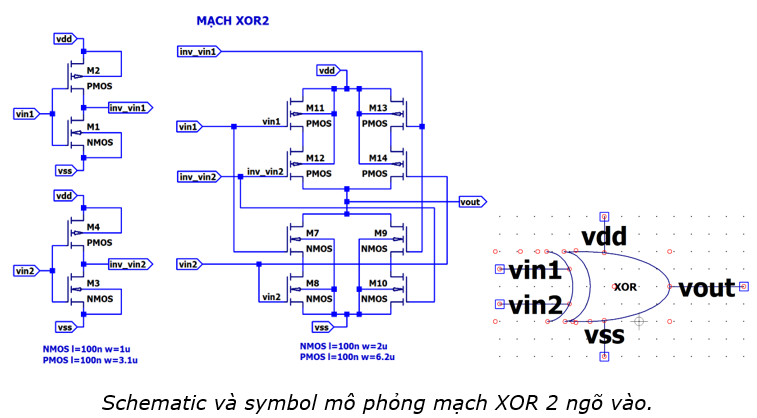 MẠCH XOR2
vdd
M2
PMOS
vin1
inv_vin1
M1
NMOS
vss
vdd
M4
PMOS
vin2
inv_vin2
M3
NMOS
vss
NMOS l=100n w=1u
PMOS l=100n w=3.1u
inv_vin1
vdd
M11
PMOS
M13
PMOS
vin1
vin1
M12
PMOS
M14
PMOS
inv_vin2
inv_vin2
vout
M7
NMOS
M9
NMOS
vin2
M8
NMOS
M10
NMOS
vin2
vss
NMOS l=100n w=2u
PMOS l=100n w=6.2u
vdd
vin1
XOR
vout
vin2
vss
Schematic và symbol mô phỏng mạch XOR 2 ngõ vào.